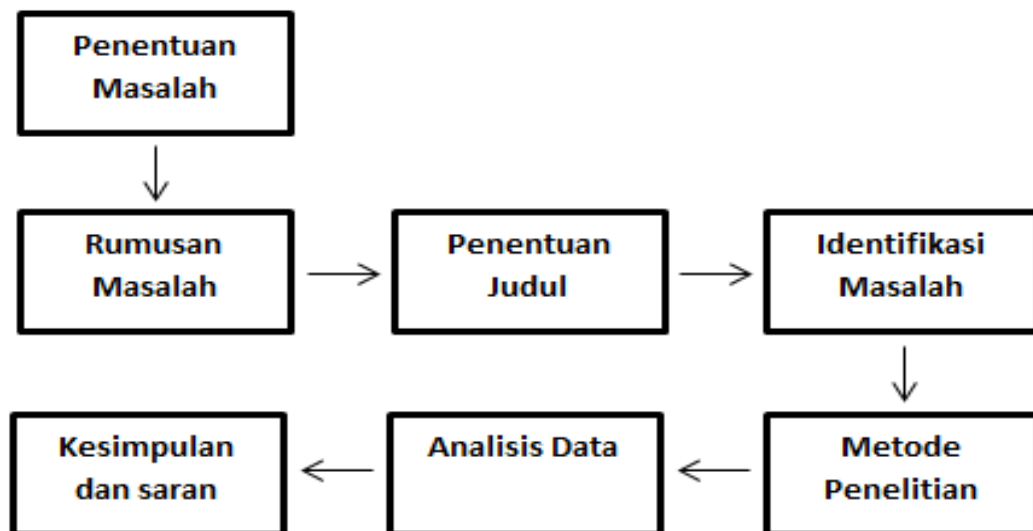 Penentuan
Masalah
Rumusan
Masalah
Penentuan
Judul
Identifikasi
Masalah
Metode
Penelitian
Analisis Data
Kesimpulan
dan saran